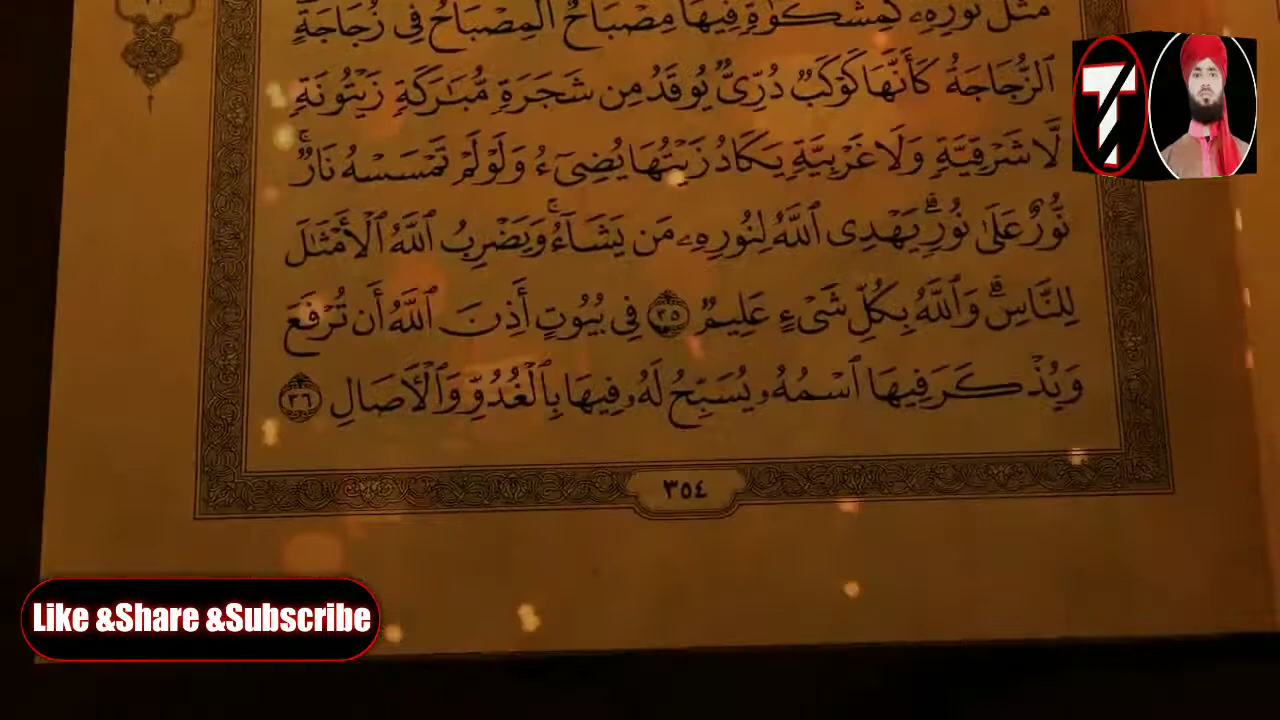 مَثَلُ نُورِهِۦ كَمِشْكَوٰةٍ فِيهَا مِصْبَاحٌ ٱلْمِصْبَاحُ فِى زُجَاجَةٍ
ٱلزُّجَاجَةُ كَأَنَّهَا كَوْكَبٌ دُرِّىٌّ يُوقَدُ مِن شَجَرَةٍ مُّبَـٰرَكَةٍ زَيْتُونَةٍ
لَّا شَرْقِيَّةٍ وَلَا غَرْبِيَّةٍ يَكَادُ زَيْتُهَا يُضِىٓءُ وَلَوْ لَمْ تَمْسَسْهُ نَارٌ ۚ
نُّورٌ عَلَىٰ نُورٍ ۗ يَهْدِى ٱللَّهُ لِنُورِهِۦ مَن يَشَآءُ ۚ وَيَضْرِبُ ٱللَّهُ ٱلْأَمْثَـٰلَ
لِلنَّاسِ ۗ وَٱللَّهُ بِكُلِّ شَىْءٍ عَلِيمٌ ٣٥ فِى بُيُوتٍ أَذِنَ ٱللَّهُ أَن تُرْفَعَ
وَيُذْكَرَ فِيهَا ٱسْمُهُۥ يُسَبِّحُ لَهُۥ فِيهَا بِٱلْغُدُوِّ وَٱلْـَٔاصَالِ ٣٦
٣٥٤
T
Like &Share &Subscribe